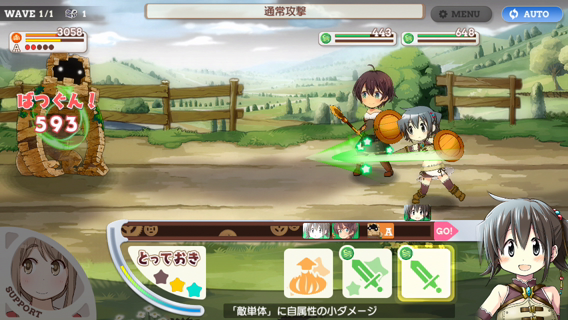 WAVE 1/1
1
通常攻撃
MENU
AUTO
3058
A
443
648
ばつぐん!
593
A
GO!
とっておき
SUPPORT
「敵単体」に自属性の小ダメージ